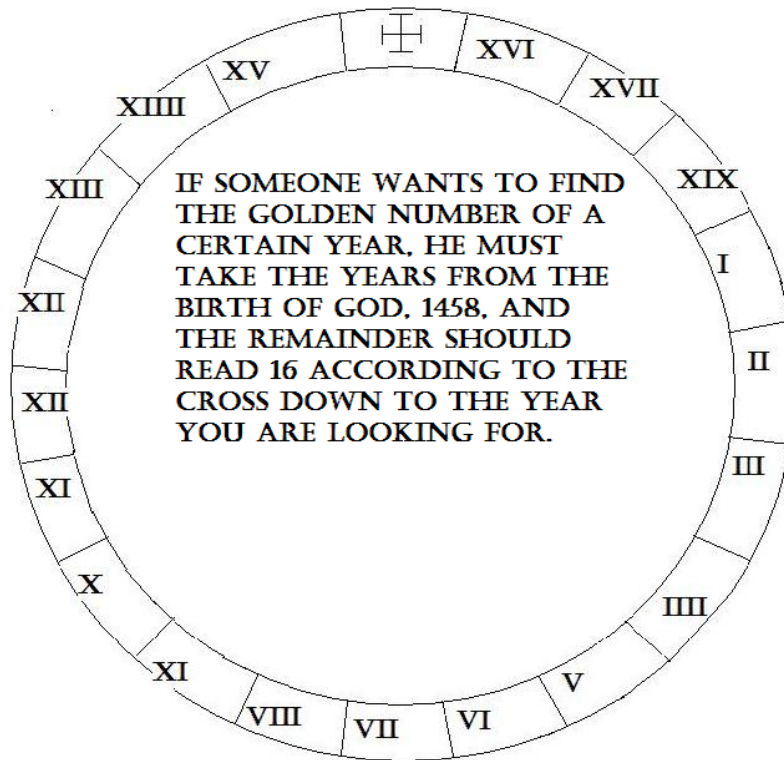 XV
XVI
XIIII
XVII
XIII
XIX
IF SOMEONE WANTS TO FIND
THE GOLDEN NUMBER OF A
CERTAIN YEAR, HE MUST
TAKE THE YEARS FROM THE
BIRTH OF GOD, 1458, AND
THE REMAINDER SHOULD
READ 16 ACCORDING TO THE
CROSS DOWN TO THE YEAR
YOU ARE LOOKING FOR.
I
XII
II
XII
III
XI
X
IIII
XI
V
VIII
VII
VI